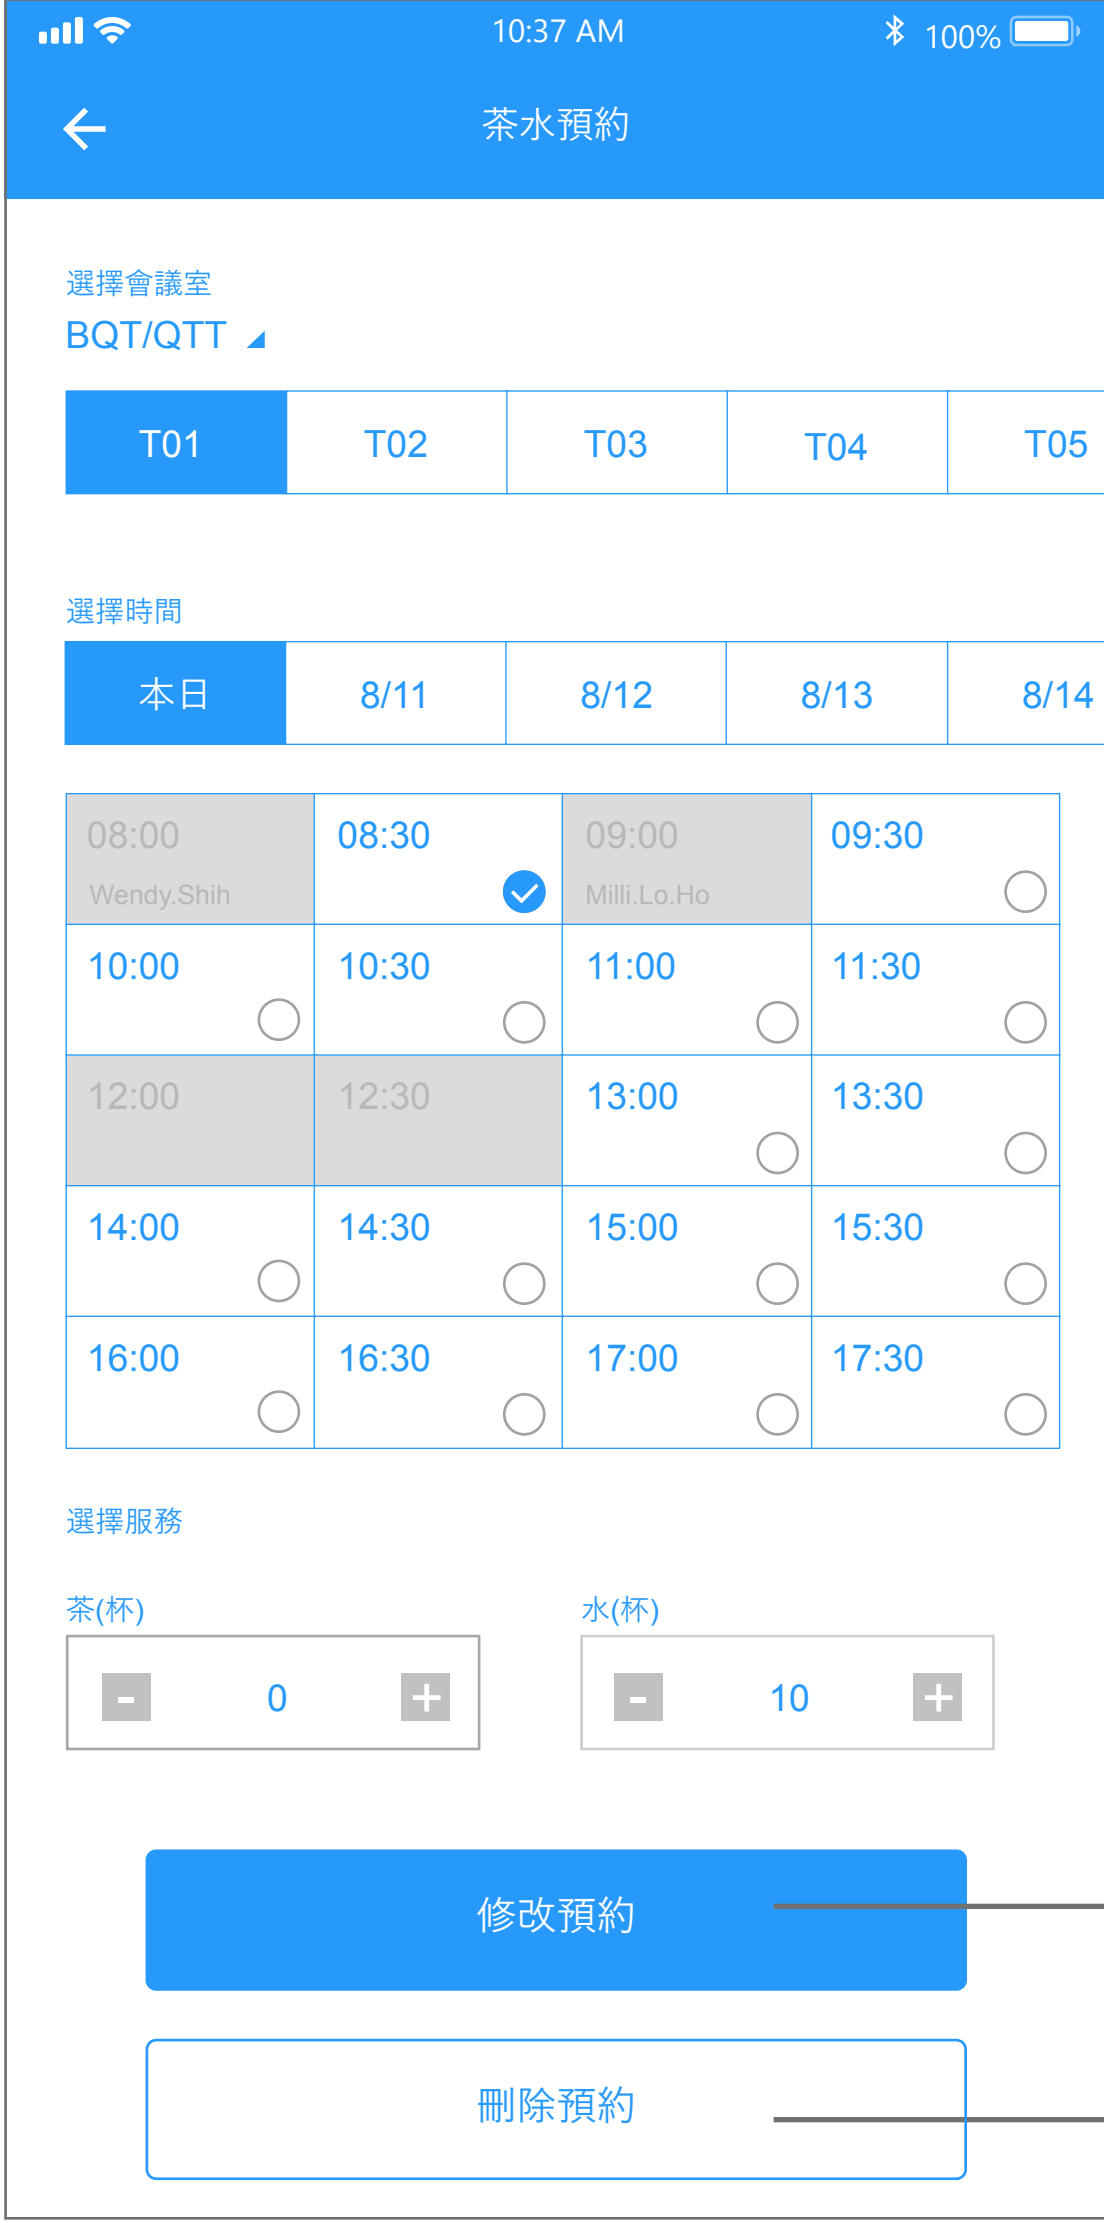 10:37 AM 100%
茶水預約
選擇會議室
BQT/QTT
T01 T02 T03 T04 T05
選擇時間
本日 8/11 8/12 8/13 8/14
08:00 08:30 09:00 09:30
Wendy.Shih Milli.Lo.Ho
10:00 10:30 11:00 11:30
12:00 12:30 13:00 13:30
14:00 14:30 15:00 15:30
16:00 16:30 17:00 17:30
選擇服務
茶(杯) 水(杯)
- 0 + - 10 +
修改預約
刪除預約